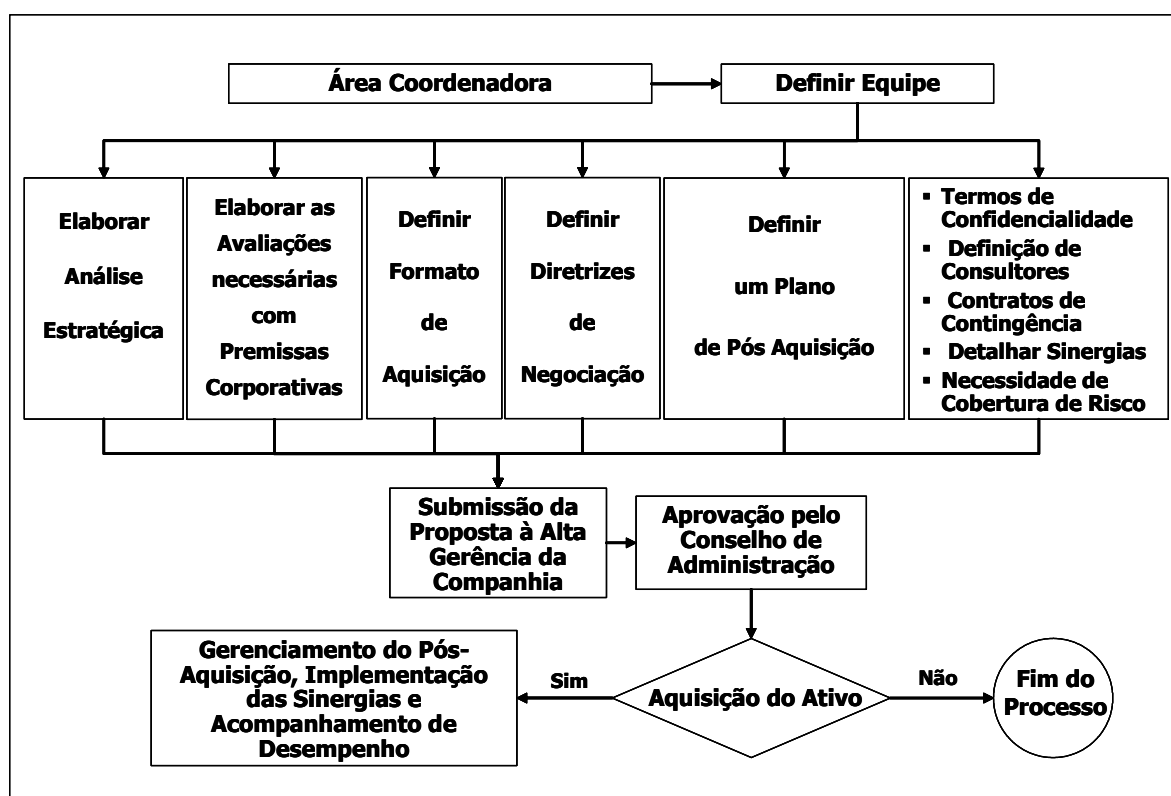 Área Coordenadora
Definir Equipe
Elaborar
Análise
Estratégica
Elaborar as
Avaliações
necessárias
com
Premissas
Corporativas
Definir
Formato
de
Aquisição
Definir
Diretrizes
de
Negociação
Definir
um Plano
de Pós Aquisição
▪ Termos de
Confidencialidade
▪ Definição de
Consultores
▪ Contratos de
Contingência
▪ Detalhar Sinergias
▪ Necessidade de
Cobertura de Risco
Submissão da
Proposta à Alta
Gerência da
Companhia
Aprovação pelo
Conselho de
Administração
Gerenciamento do Pós-
Aquisição, Implementação
das Sinergias e
Acompanhamento de
Desempenho
Sim
Aquisição do Ativo
Não
Fim do
Processo